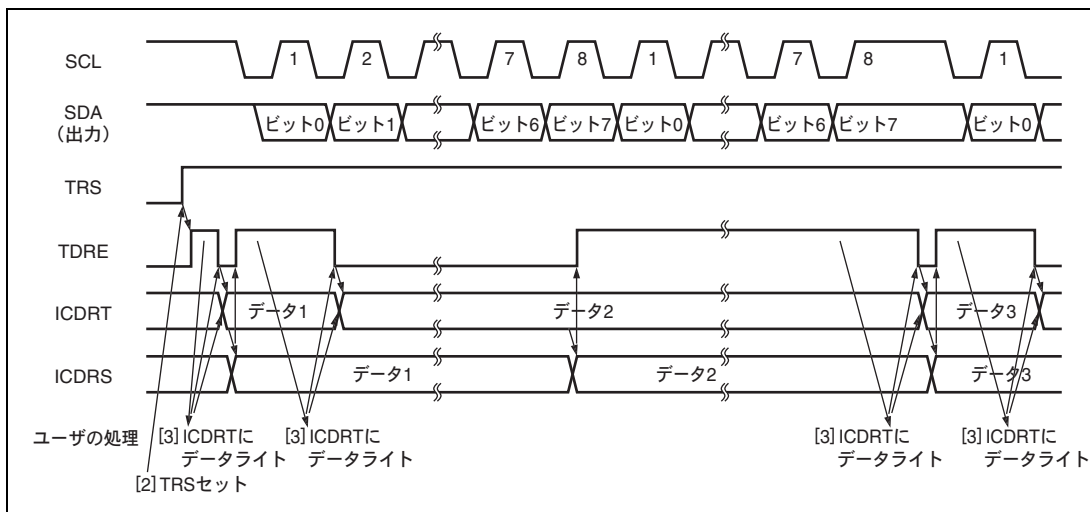 SCL 1 2 7 8 1 7 8 1
SDA
（出力） ビット0 ビット1 ビット6 ビット7 ビット0 ビット6 ビット7 ビット0
TRS
TDRE
ICDRT データ1 データ2 データ3
ICDRS データ1 データ2 データ3
ユーザの処理 [3] ICDRTに [3] ICDRTに [3] ICDRTに [3] ICDRTに
データライト データライト データライト データライト
[2] TRSセット